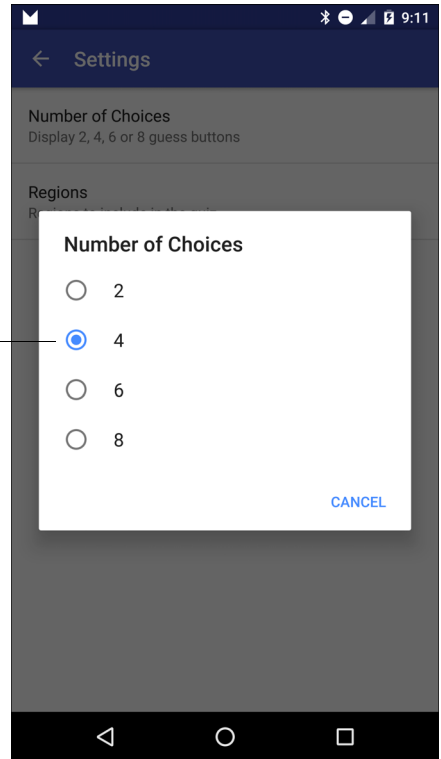 9:11
Settings
Number of Choices
Display 2, 4, 6 or 8 guess buttons
Regions
Number of Choices
2
4
6
8
CANCEL